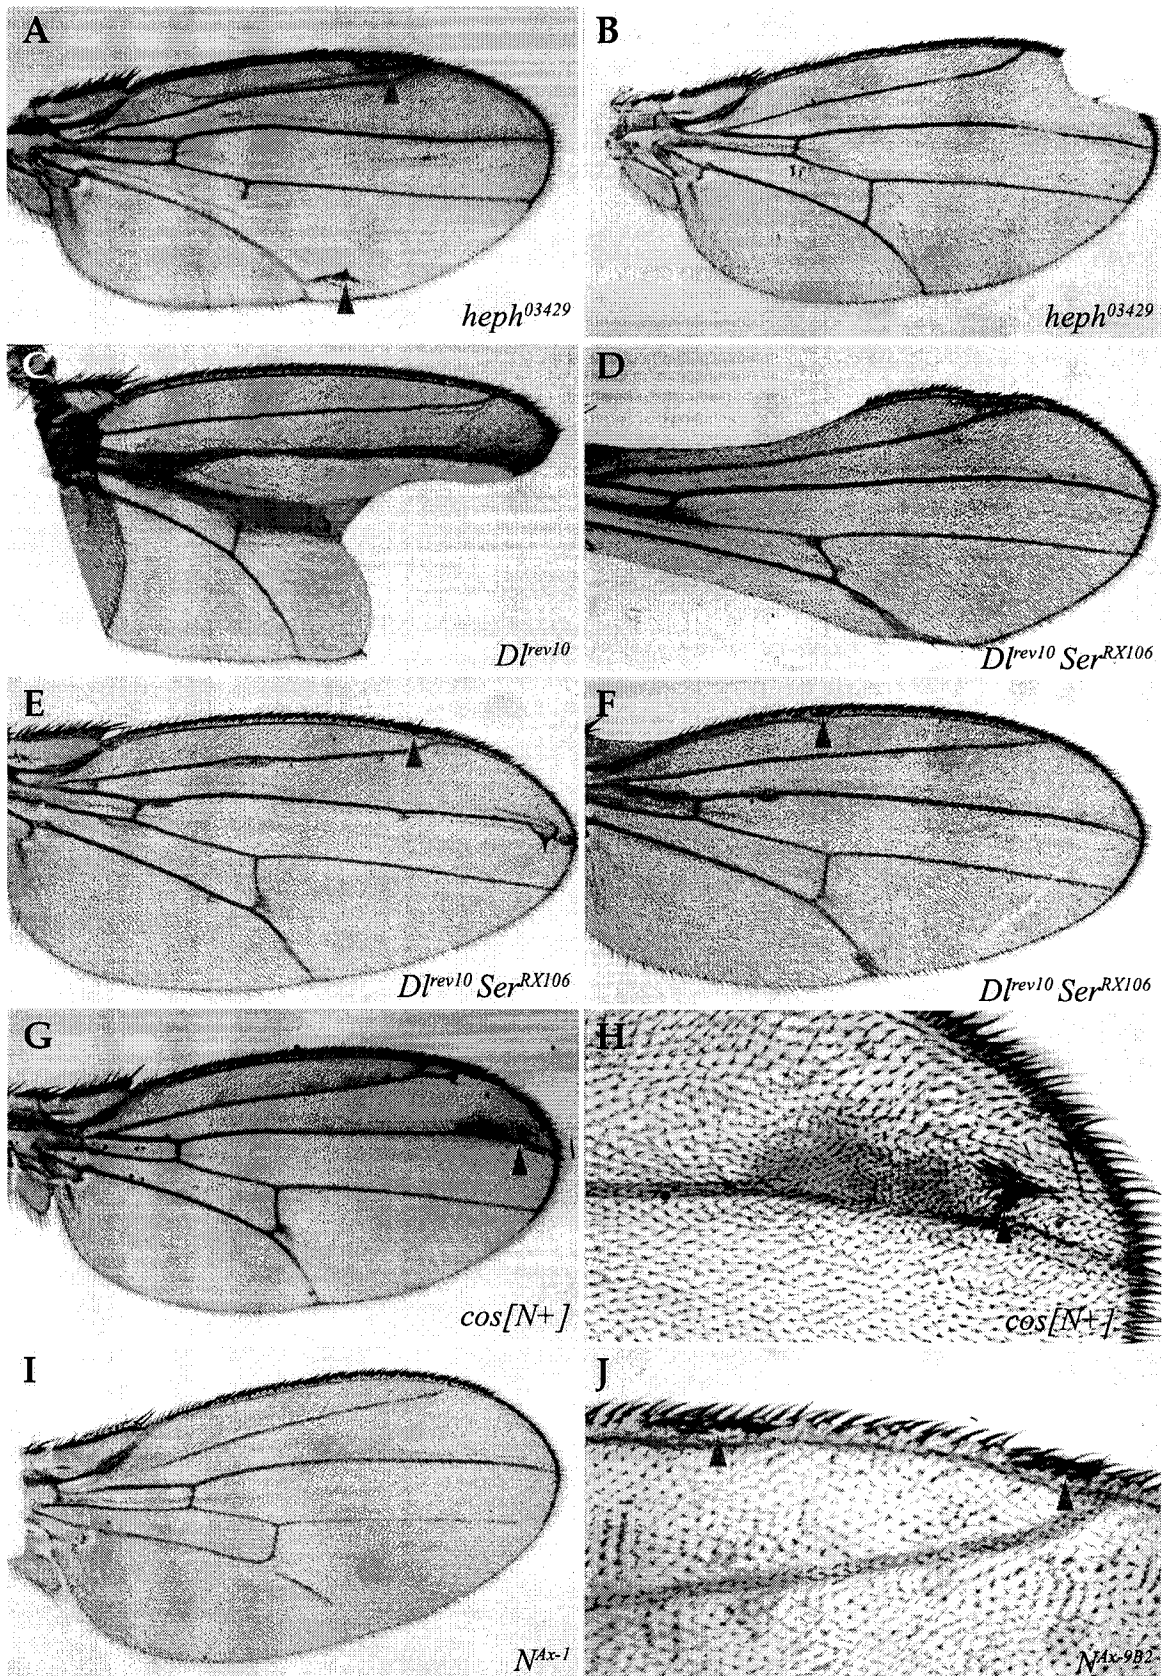 A
B
heph03429
heph03429
C
D
Dlrev10
Dlrev10 SerRX106
E
F
Dlrev10 SerRX106
Dlrev10 SerRX106
G
H
cos[N+]
cos[N+]
I
J
NAx-1
NAx-9B2